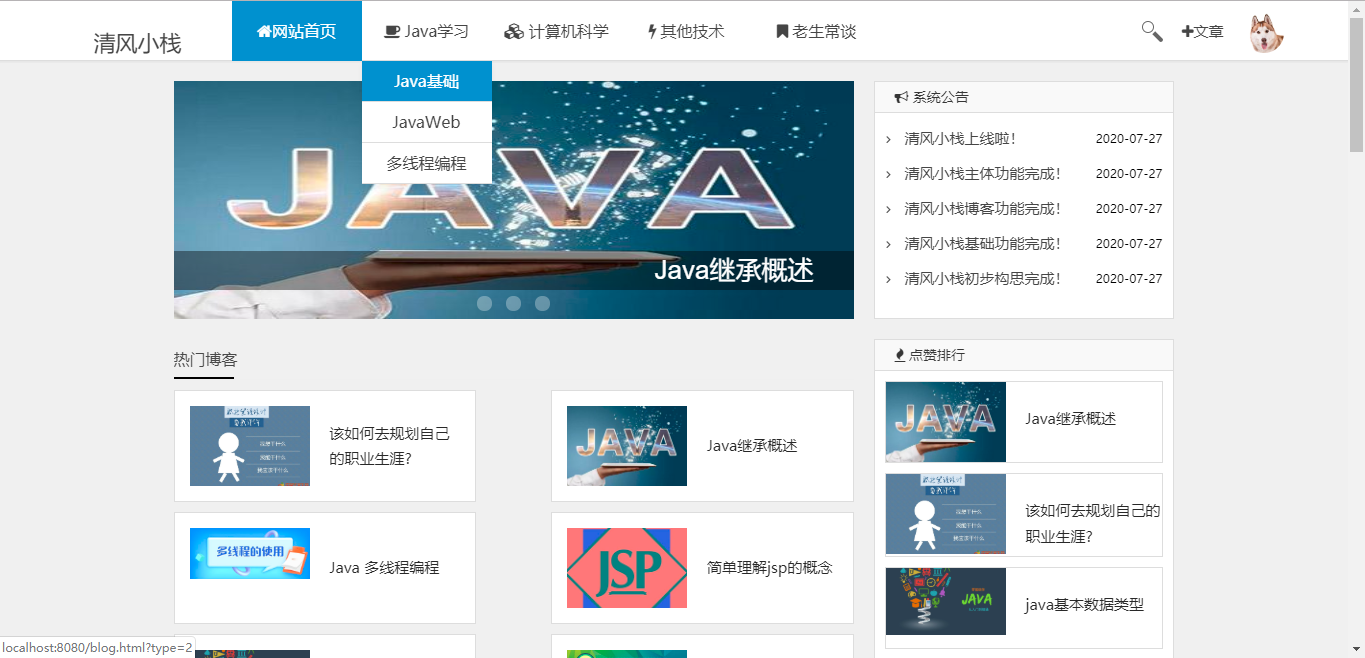 清风小栈
网站首页
Java学习
计算机科学
其他技术
老生常谈
文章
Java基础
JavaWeb
多线程编程
JAVA
Java继承概述
系统公告
清风小栈上线啦！ 2020-07-27
清风小栈主体功能完成！ 2020-07-27
清风小栈博客功能完成！ 2020-07-27
清风小栈基础功能完成！ 2020-07-27
清风小栈初步构思完成！ 2020-07-27
热门博客
该如何去规划自己
的职业生涯?
JAVA
Java继承概述
多线程的使用
Java 多线程编程
JSP
简单理解jsp的概念
点赞排行
JAVA
Java继承概述
该如何去规划自己的
职业生涯?
JAVA
java基本数据类型
localhost:8080/blog.html?type=2